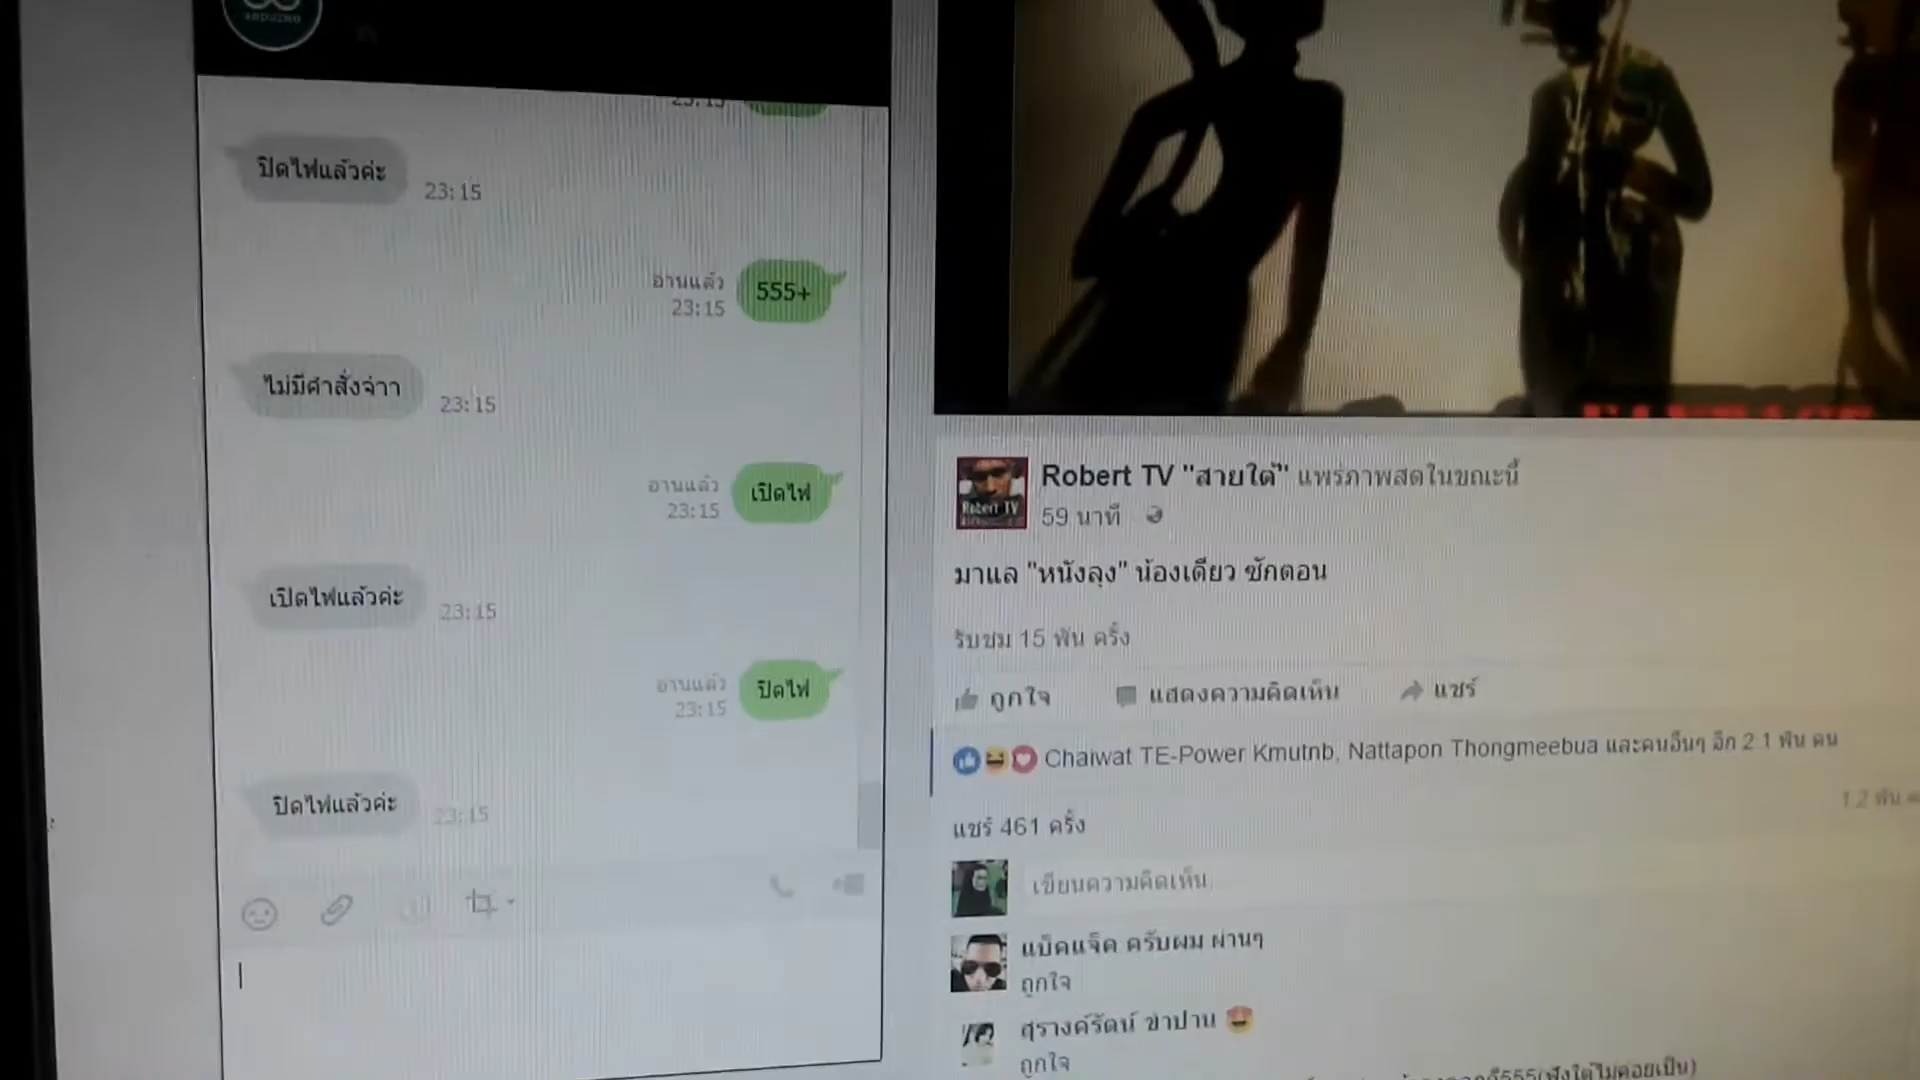 ปิดไฟแล้วค่ะ
23:15
อ่านแล้ว
23:15
555+
ไม่มีคำสั่งจ่าา
23:15
อ่านแล้ว
23:15
เปิดไฟ
เปิดไฟแล้วค่ะ
23:15
อ่านแล้ว
23:15
ปิดไฟ
ปิดไฟแล้วค่ะ
23:15
Robert TV "สายใต้" แพร่ภาพสดในขณะนี้
59 นาที
มาแล "หนังลุง" น้องเดียว ซักตอน
รับชม 15 พัน ครั้ง
ถูกใจ
แสดงความคิดเห็น
แชร์
Chaiwat TE-Power Kmutnb, Nattapon Thongmeebua และคนอื่นๆ อีก 2.1 พัน คน
1.2 พัน
แชร์ 461 ครั้ง
เขียนความคิดเห็น
แบ็คแจ็ค ครับผม ผ่านๆ
ถูกใจ
สุรางค์รัตน์ ขำปาน
ถูกใจ